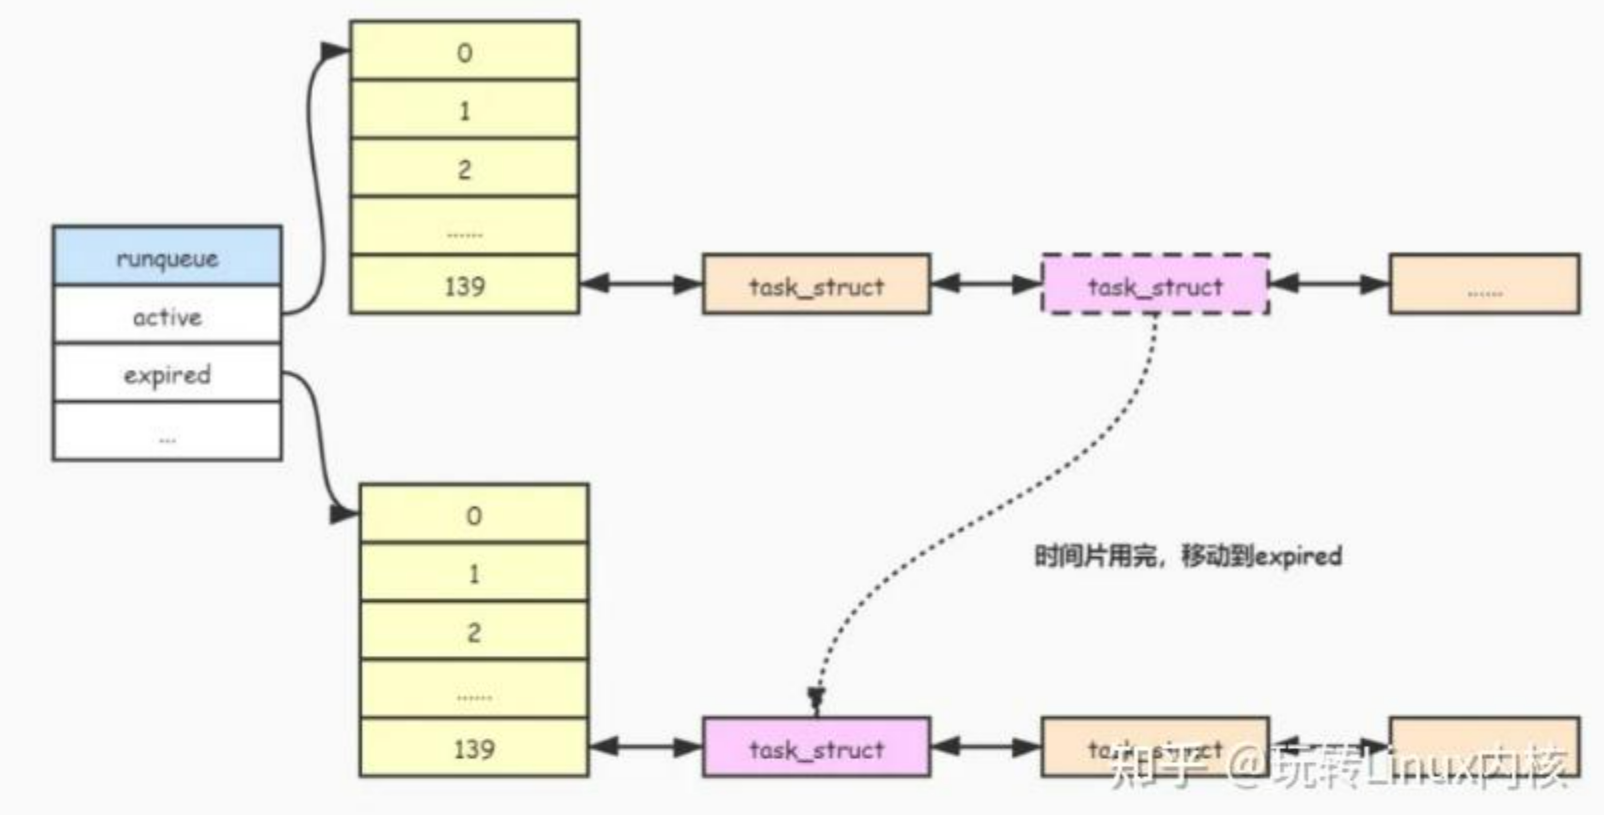 0
1
2
......
139
runqueue
active
expired
...
task_struct
task_struct
......
时间片用完，移动到expired
0
1
2
......
139
task_struct
task_struct
知乎 @玩转Linux内核